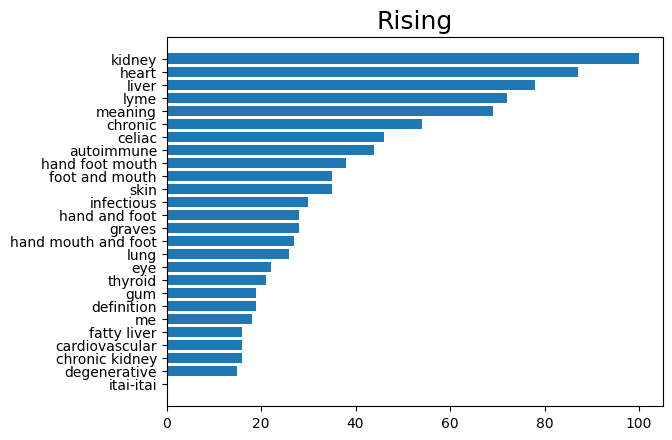 Rising
kidney
heart
liver
lyme
meaning
chronic
celiac
autoimmune
hand foot mouth
foot and mouth
skin
infectious
hand and foot
graves
hand mouth and foot
lung
eye
thyroid
gum
definition
me
fatty liver
cardiovascular
chronic kidney
degenerative
itai-itai
0 20 40 60 80 100